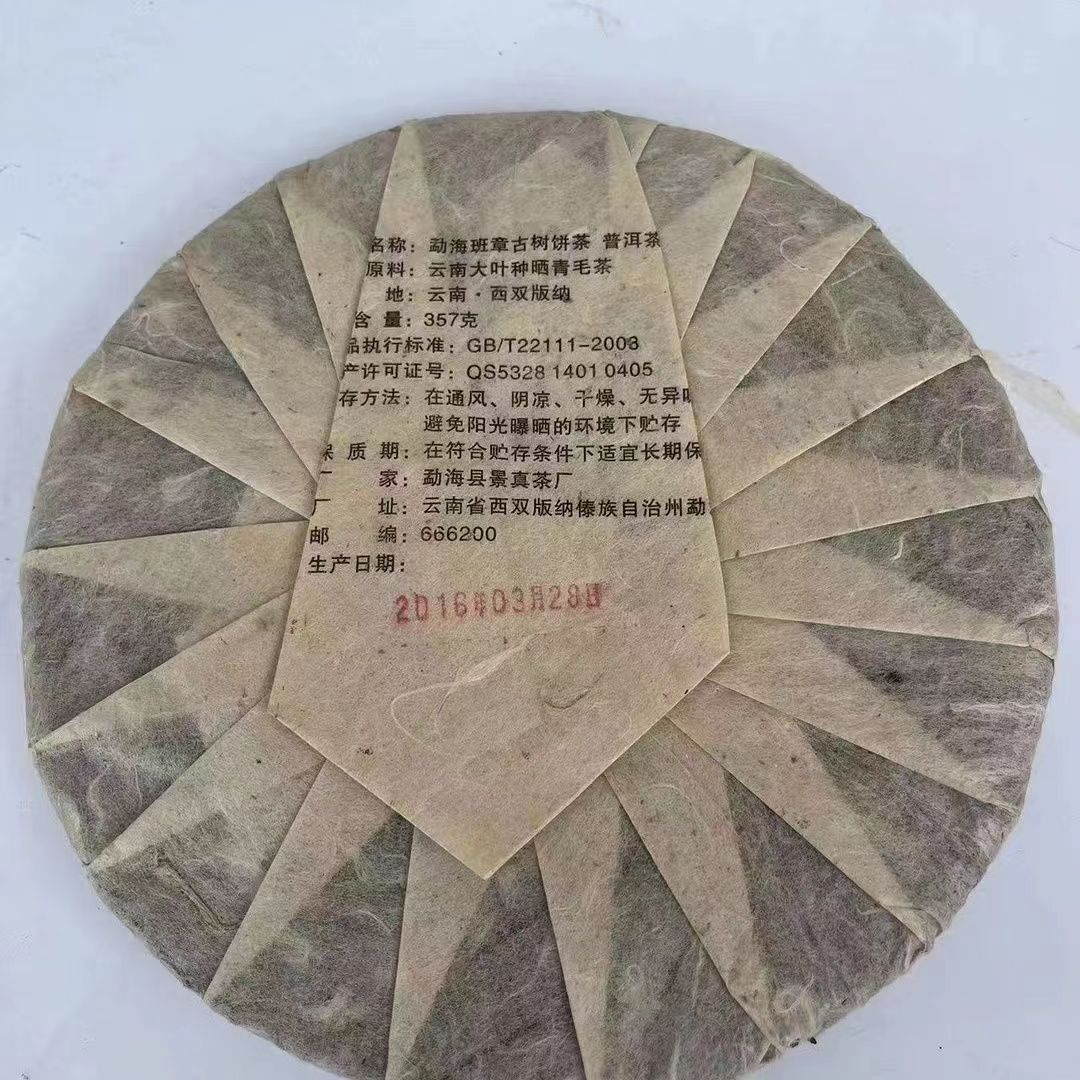 名称：勐海班章古树饼茶 普洱茶
原料：云南大叶种晒青毛茶
地：云南·西双版纳
含 量：357克
品执行标准：GB/T22111-2003
产许可证号：QS5328 1401 0405
存方法：在通风、阴凉、干燥、无异味
避免阳光曝晒的环境下贮存
保 质 期：在符合贮存条件下适宜长期保
厂 家：勐海县景真茶厂
厂 址：云南省西双版纳傣族自治州勐
邮 编：666200
生产日期：
2016年03月28日